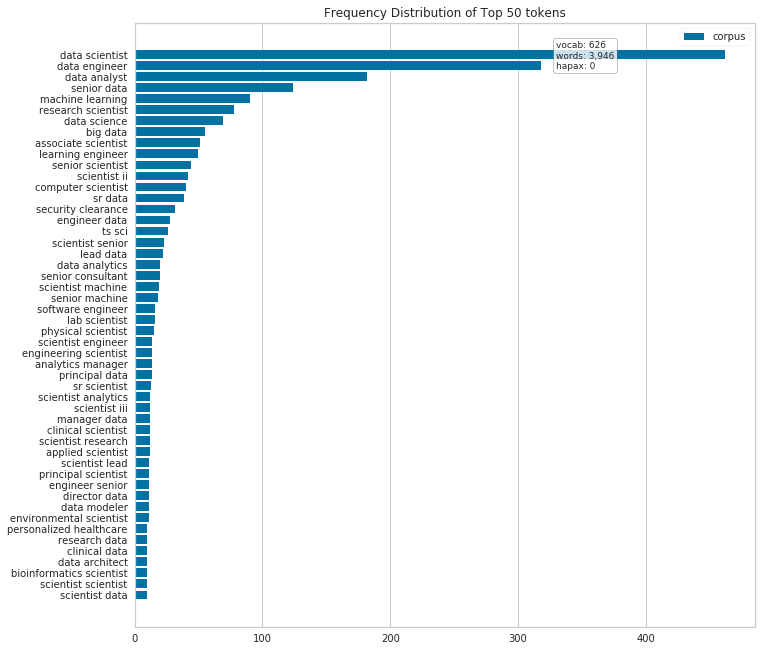 Frequency Distribution of Top 50 tokens
corpus
vocab: 626
words: 3,946
hapax: 0
data scientist
data engineer
data analyst
senior data
machine learning
research scientist
data science
big data
associate scientist
learning engineer
senior scientist
scientist ii
computer scientist
sr data
security clearance
engineer data
ts sci
scientist senior
lead data
data analytics
senior consultant
scientist machine
senior machine
software engineer
lab scientist
physical scientist
scientist engineer
engineering scientist
analytics manager
principal data
sr scientist
scientist analytics
scientist iii
manager data
clinical scientist
scientist research
applied scientist
scientist lead
principal scientist
engineer senior
director data
data modeler
environmental scientist
personalized healthcare
research data
clinical data
data architect
bioinformatics scientist
scientist scientist
scientist data
0 100 200 300 400